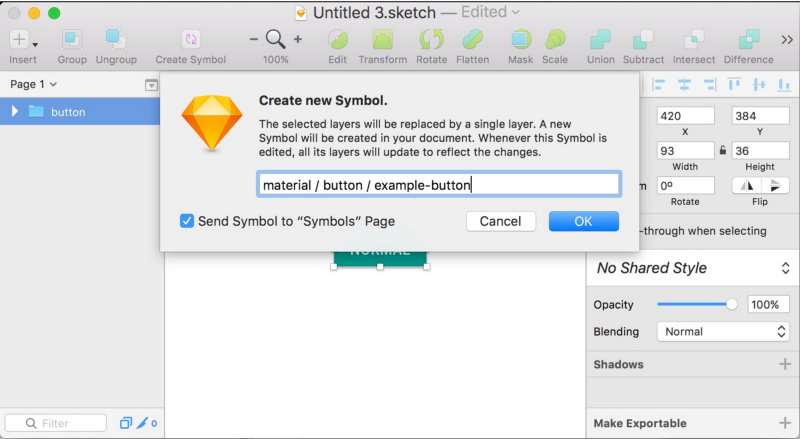 Untitled 3.sketch — Edited
Insert Group Ungroup Create Symbol 100% Edit Transform Rotate Flatten Mask Scale Union Subtract Intersect Difference
Page 1
button
Create new Symbol.
The selected layers will be replaced by a single layer. A new
Symbol will be created in your document. Whenever this Symbol is
edited, all its layers will update to reflect the changes.
material / button / example-button
Send Symbol to “Symbols” Page
Cancel OK
NORMAL
420 384
X Y
93 36
Width Height
0º
Rotate Flip
-through when selecting
No Shared Style
Opacity 100%
Blending Normal
Shadows
Make Exportable
Filter 0